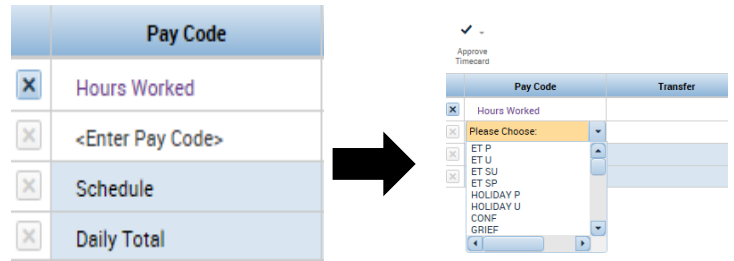 Pay Code
Hours Worked
<Enter Pay Code>
Schedule
Daily Total
Approve
Timecard
Pay Code Transfer
Hours Worked
Please Choose:
ET P
ET U
ET SU
ET SP
HOLIDAY P
HOLIDAY U
CONF
GRIEF